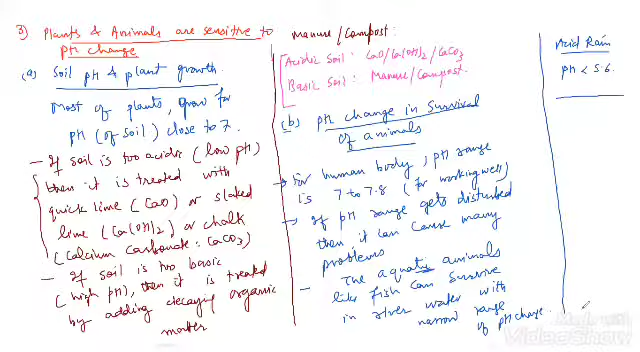 3) Plants & Animals are sensitive to
PH change
(a) Soil pH & plant growth.
Most of plants, grow for
pH (of soil) close to 7.
- If soil is too acidic (low pH)
then it is treated with
quick lime (CaO) or slaked
lime (Ca(OH)₂) or chalk
(Calcium Carbonate: CaCO₃)
- If soil is too basic
(high pH), then it is treated
by adding decaying organic
matter
Manure/Compost:
Acidic Soil: CaO/Ca(OH)₂/CaCO₃
Basic Soil: Manure/Compost.
(b) pH change in Survival
of animals
→ For human body, pH range
is 7 to 7.8 (for working well)
→ If pH range gets disturbed
then it can cause many
problems
- The aquatic animals
like fish can survive
in river water with
narrow range
of pH change.
Acid Rain
pH < 5.6.
Made with
VideoShow